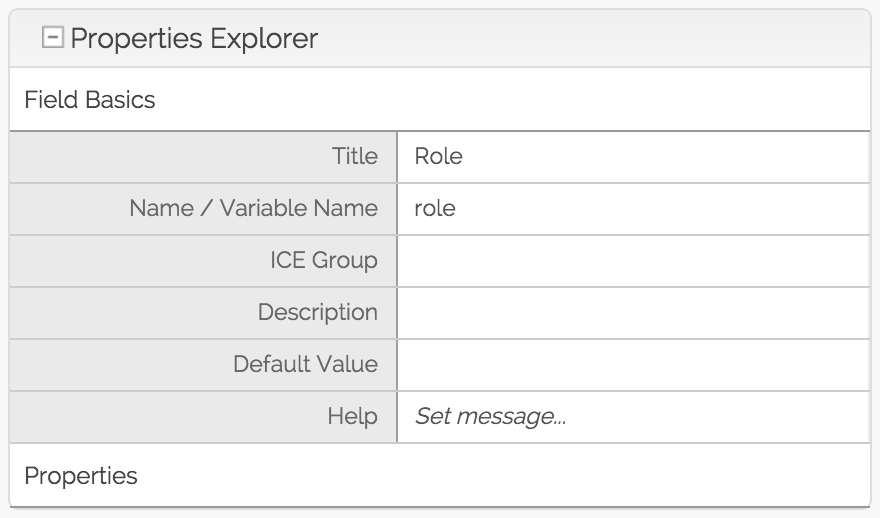 Properties Explorer
Field Basics
Title Role
Name / Variable Name role
ICE Group
Description
Default Value
Help Set message...
Properties